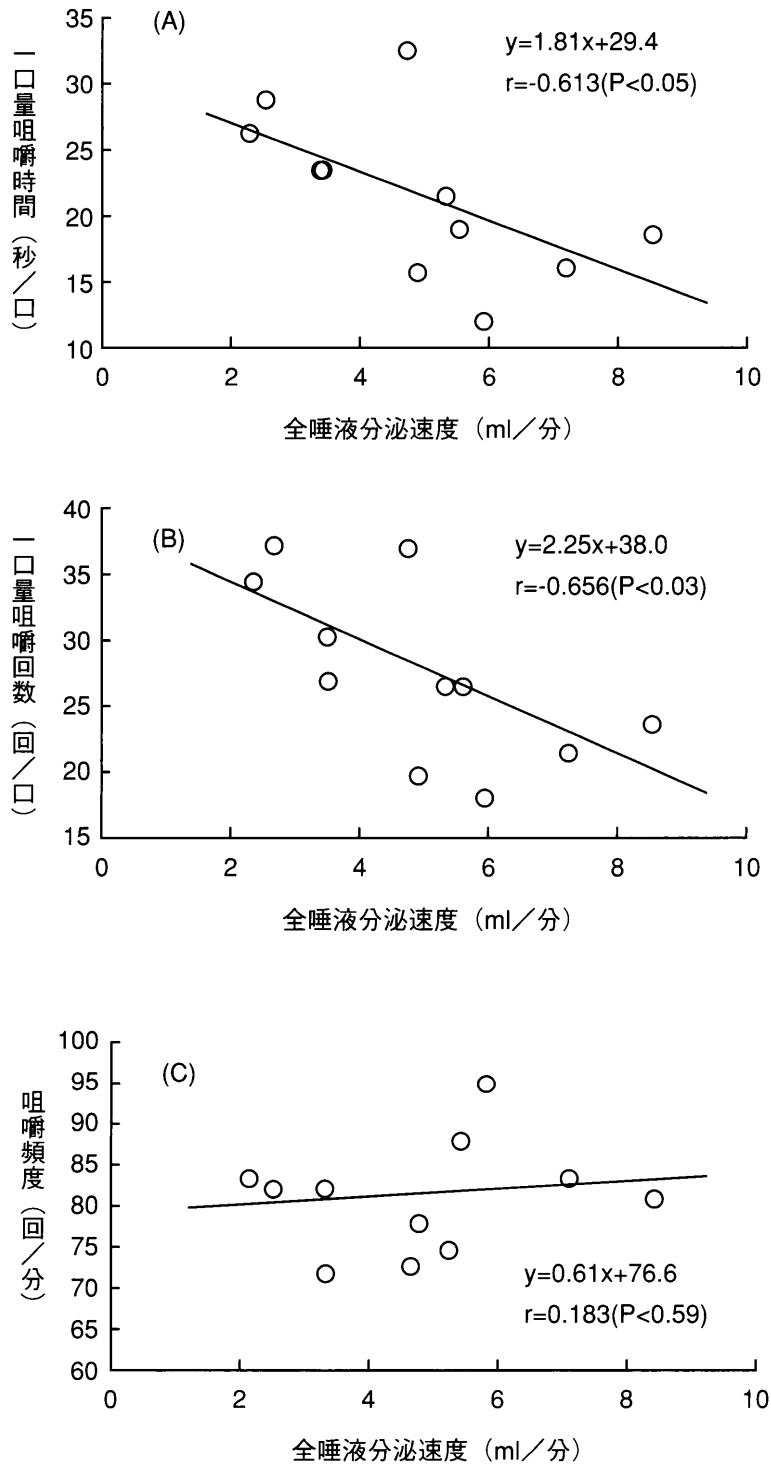 (A)
y=1.81x+29.4
r=-0.613(P<0.05)
一口量咀嚼時間（秒／口）
35
30
25
20
15
10
0 2 4 6 8 10
全唾液分泌速度（ml／分）
(B)
y=2.25x+38.0
r=-0.656(P<0.03)
一口量咀嚼回数（回／口）
40
35
30
25
20
15
0 2 4 6 8 10
全唾液分泌速度（ml／分）
(C)
咀嚼頻度（回／分）
100
95
90
85
80
75
70
65
60
y=0.61x+76.6
r=0.183(P<0.59)
0 2 4 6 8 10
全唾液分泌速度（ml／分）